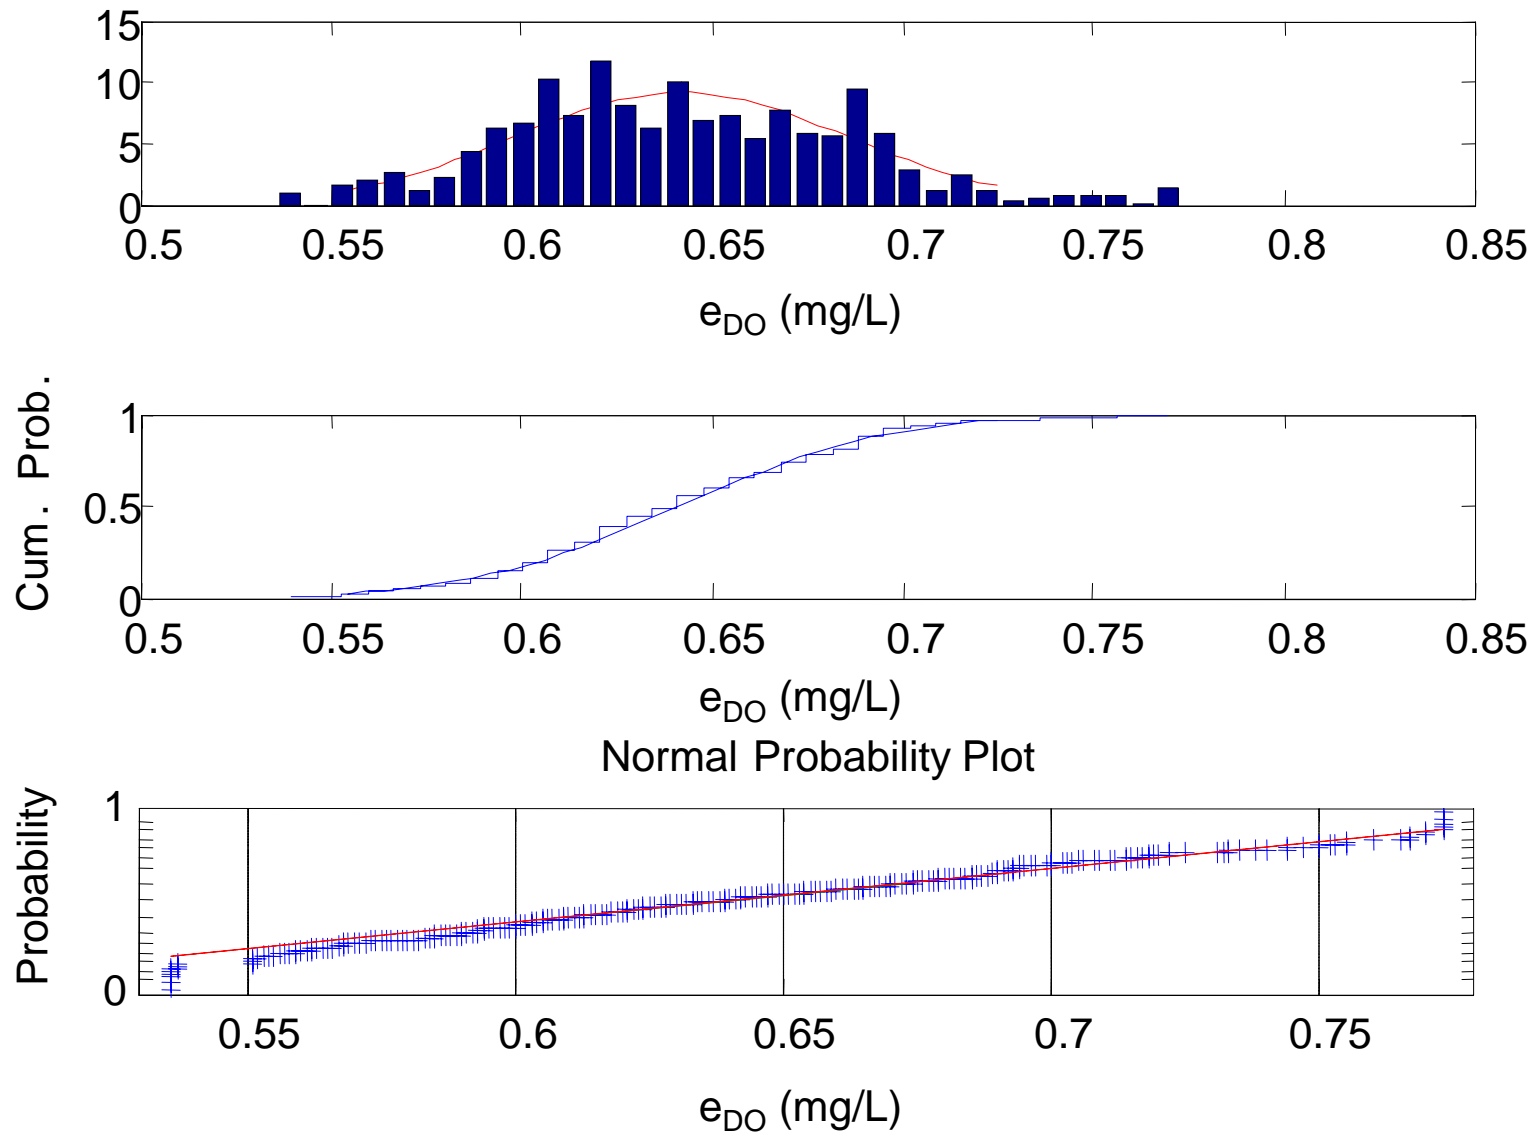 15
10
5
0
0.5 0.55 0.6 0.65 0.7 0.75 0.8 0.85
eDO (mg/L)
Cum. Prob.
1
0.5
0
0.5 0.55 0.6 0.65 0.7 0.75 0.8 0.85
eDO (mg/L)
Normal Probability Plot
Probability
1
0
0.55 0.6 0.65 0.7 0.75
eDO (mg/L)